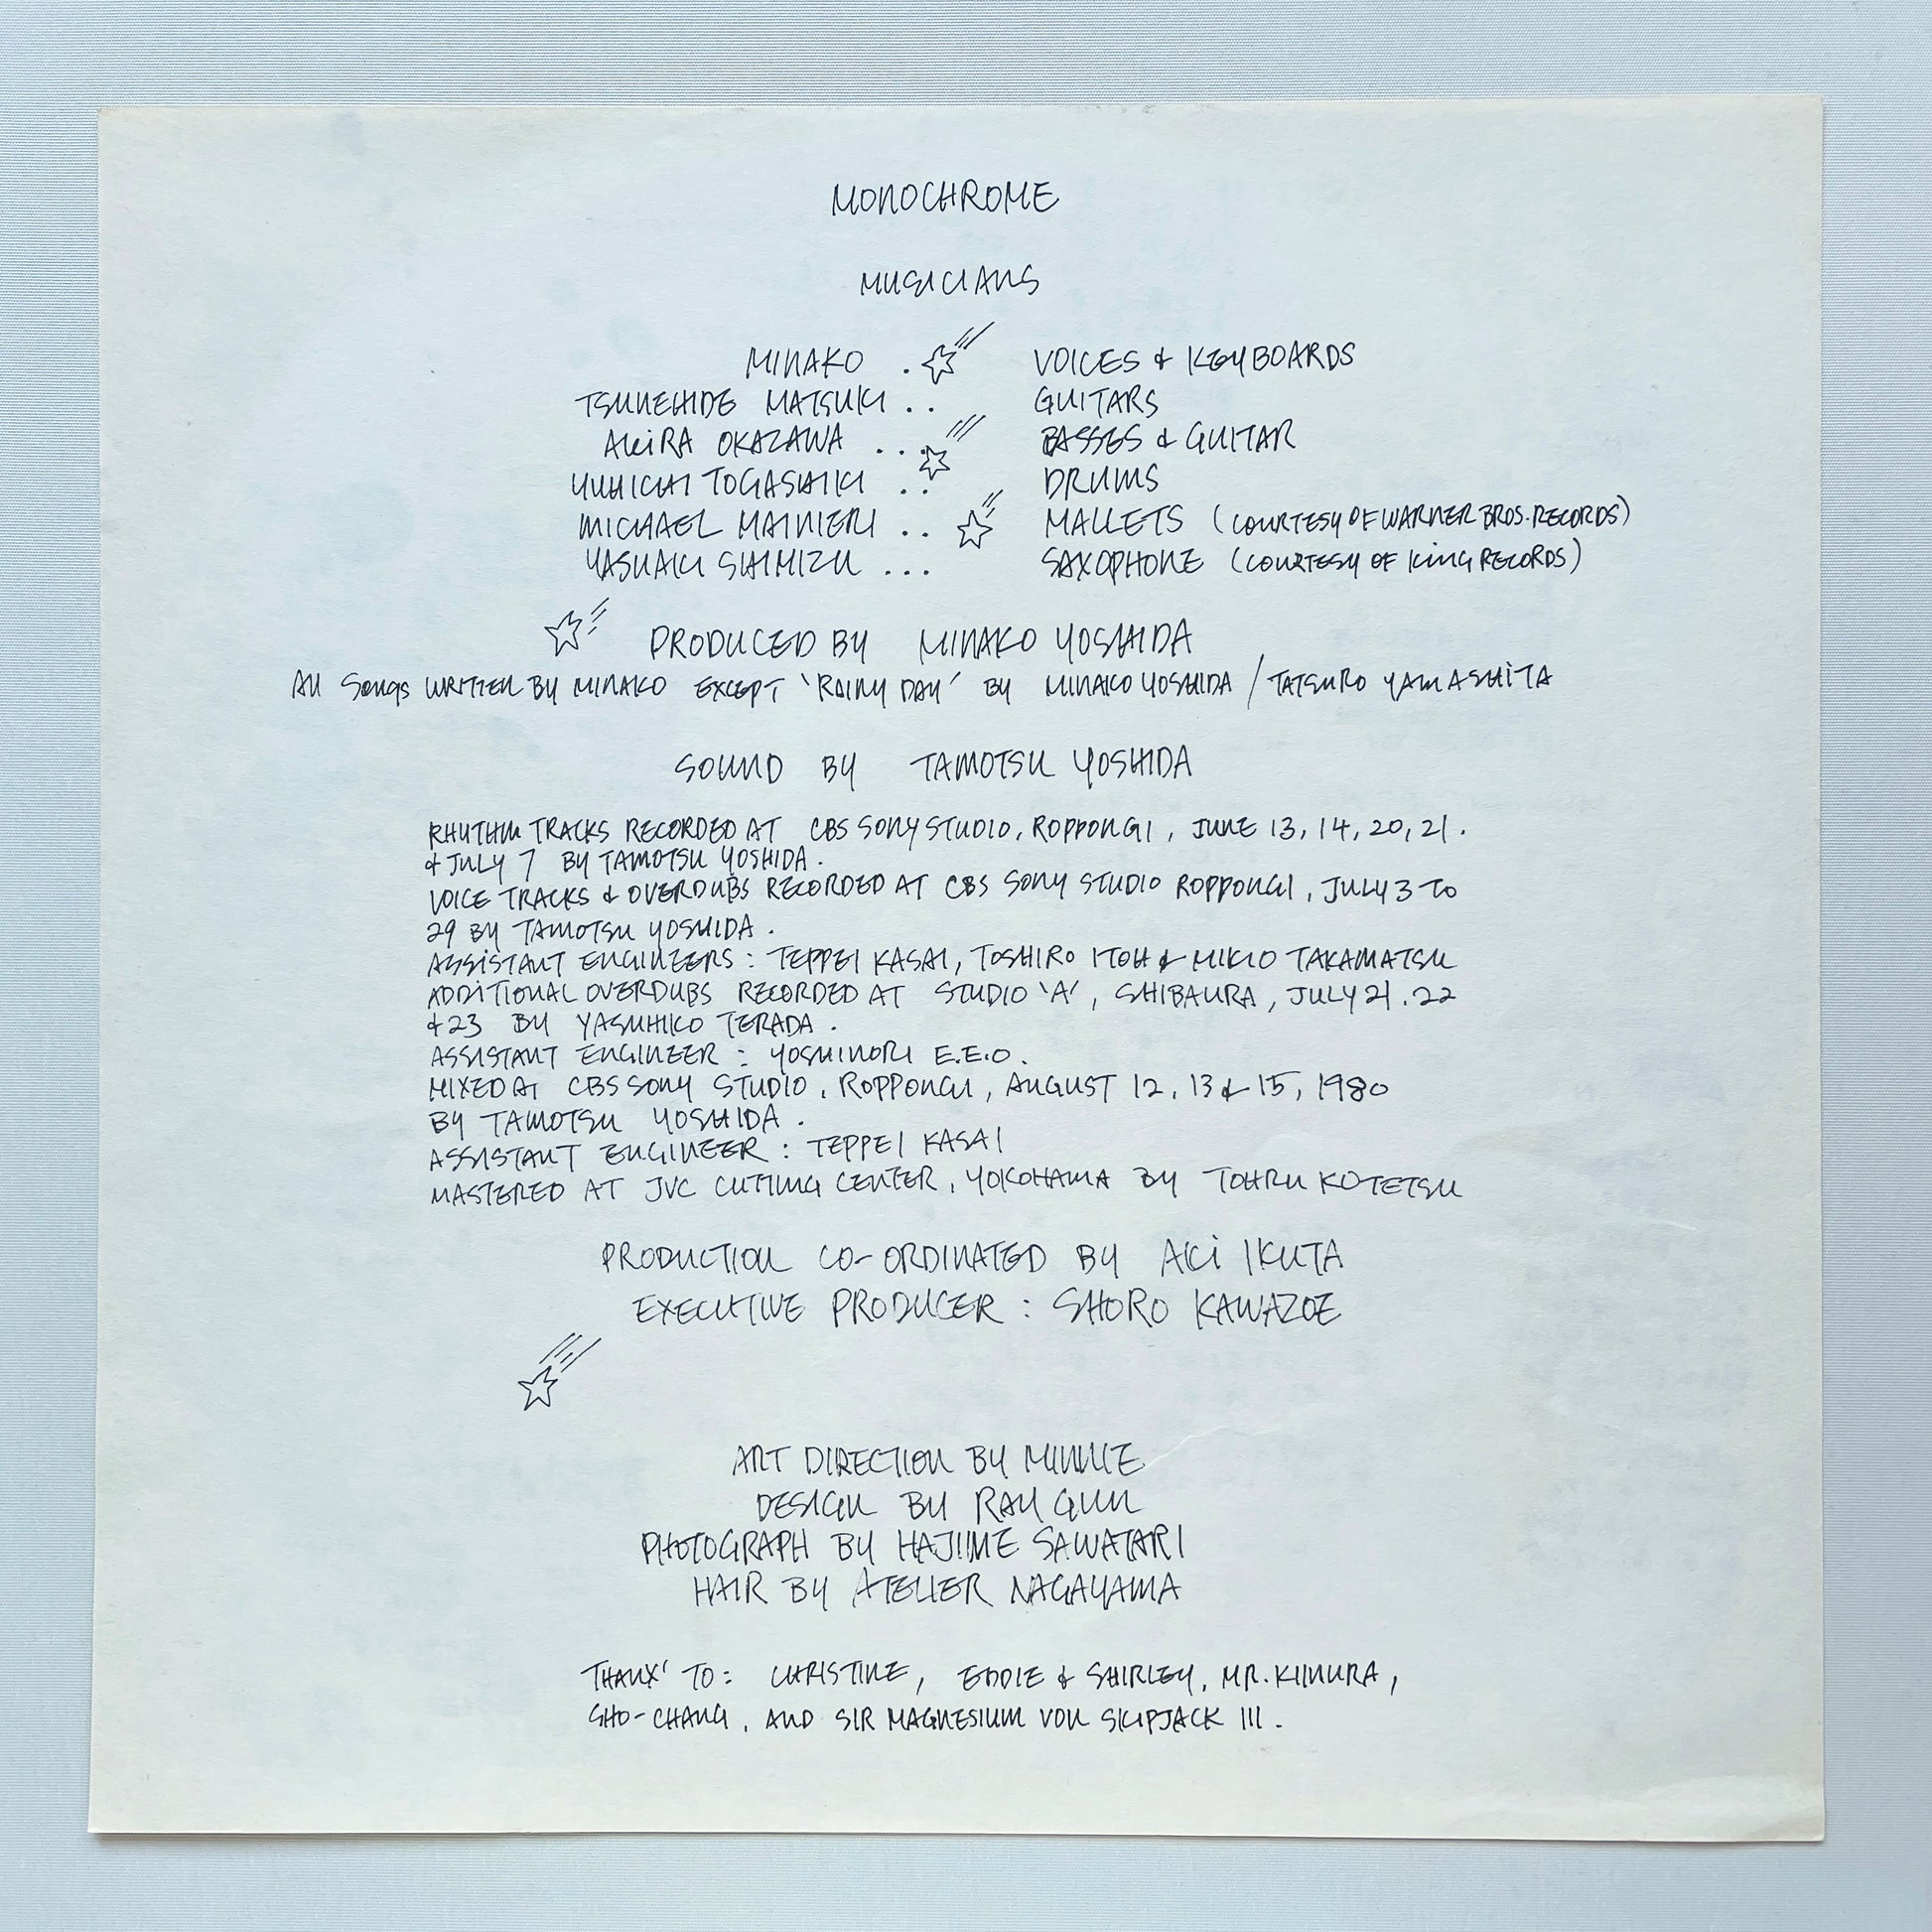 MONOCHROME
MUSICIANS
MINAKO . VOICES & KEYBOARDS
TSUNEHIDE MATSUKI .. GUITARS
AKiRA OKAZAWA ... BASSES & GUITAR
YUHICHI TOGASHIKI .. DRUMS
MICHAEL MAINIERI .. MALLETS (COURTESY OF WARNER BROS. RECORDS)
YASUAKI SHIMIZU ... SAXOPHONE (COURTESY OF KiNG RECORDS)
PRODUCED BY MINAKO YOSHIDA
All Songs WRITTEN BY MINAKO EXCEPT 'RAINY DAY' BY MINAKO YOSHIDA / TATSURO YAMASHiTA
SOUND BY TAMOTSU YOSHIDA
RHYTHM TRACKS RECORDED AT CBS SONY STUDIO, ROPPONGI, JUNE 13, 14, 20, 21.
& JULY 7 BY TAMOTSU YOSHIDA.
VOICE TRACKS & OVERDUBS RECORDED AT CBS SONY STUDIO ROPPONGI, JULY 3 TO
29 BY TAMOTSU YOSHIDA.
ASSiSTANT ENGINEERS : TEPPEI KASAI, TOSHIRO ITOH & MIKIO TAKAMATSU
ADDiTIONAL OVERDUBS RECORDED AT STUDIO 'A', SHIBAURA, JULY 21. 22
& 23 BY YASUHIKO TERADA.
ASSISTANT ENGINEER : YOSHINORI E.E.O.
MIXED AT CBS SONY STUDIO, ROPPONGI, AUGUST 12, 13 & 15, 1980
BY TAMOTSU YOSHIDA.
ASSISTANT ENGINEER : TEPPEI KASAI
MASTERED AT JVC CUTTING CENTER, YOKOHAMA BY TOHRU KOTETSU
PRODUCTION CO-ORDINATED BY AKi IKUTA
EXECUTIVE PRODUCER : SHORO KAWAZOE
ART DIRECTION BY MINNIE
DESIGN BY RAY GUN
PHOTOGRAPH BY HAJIME SAWATARI
HAIR BY ATELIER NAGAYAMA
THANX' TO : CHRISTINE, EDDIE & SHIRLEY, MR. KIMURA,
SHO-CHANG, AND SIR MAGNESIUM VON SKIPJACK III.